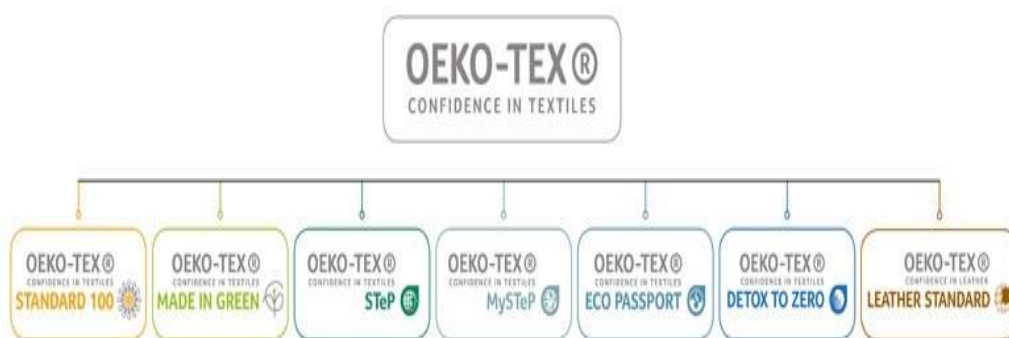 OEKO-TEX®
CONFIDENCE IN TEXTILES
OEKO-TEX®
CONFIDENCE IN TEXTILES
STANDARD 100
OEKO-TEX®
CONFIDENCE IN TEXTILES
MADE IN GREEN
OEKO-TEX®
CONFIDENCE IN TEXTILES
STeP
OEKO-TEX®
CONFIDENCE IN TEXTILES
MySTeP
OEKO-TEX®
CONFIDENCE IN TEXTILES
ECO PASSPORT
OEKO-TEX®
CONFIDENCE IN TEXTILES
DETOX TO ZERO
OEKO-TEX®
CONFIDENCE IN LEATHER
LEATHER STANDARD